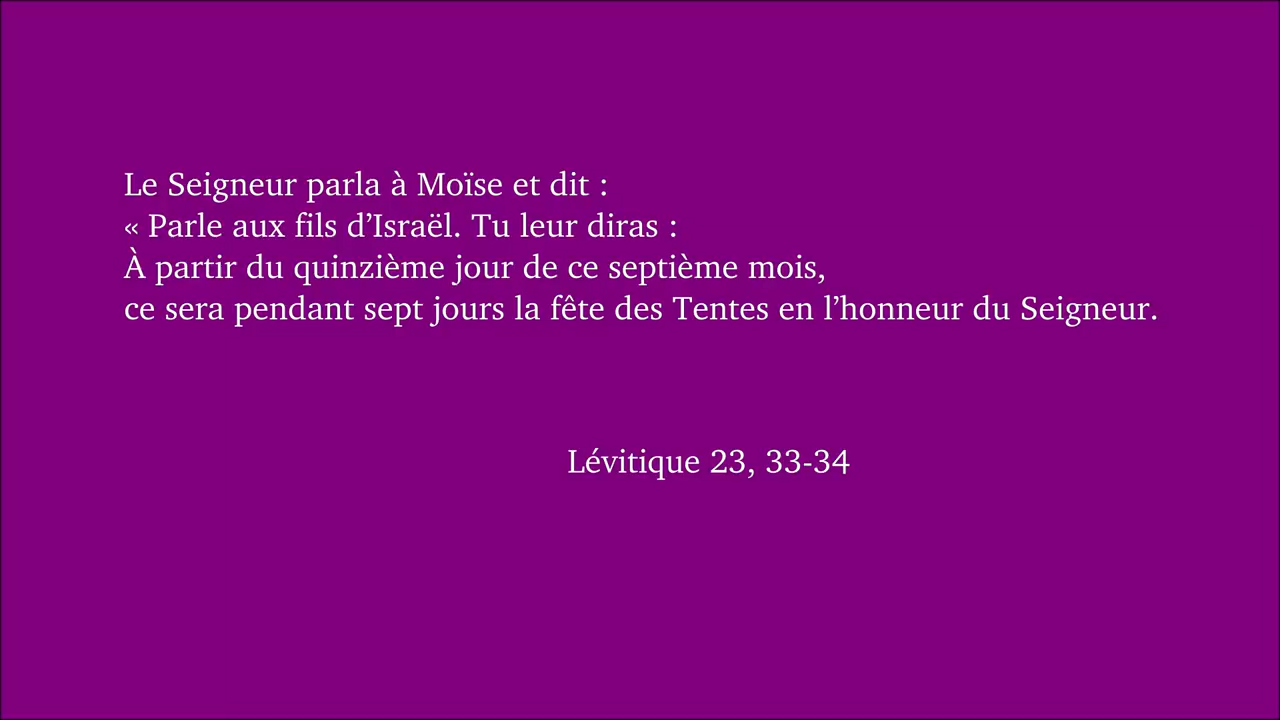 Le Seigneur parla à Moïse et dit :
« Parle aux fils d’Israël. Tu leur diras :
À partir du quinzième jour de ce septième mois,
ce sera pendant sept jours la fête des Tentes en l’honneur du Seigneur.
Lévitique 23, 33-34